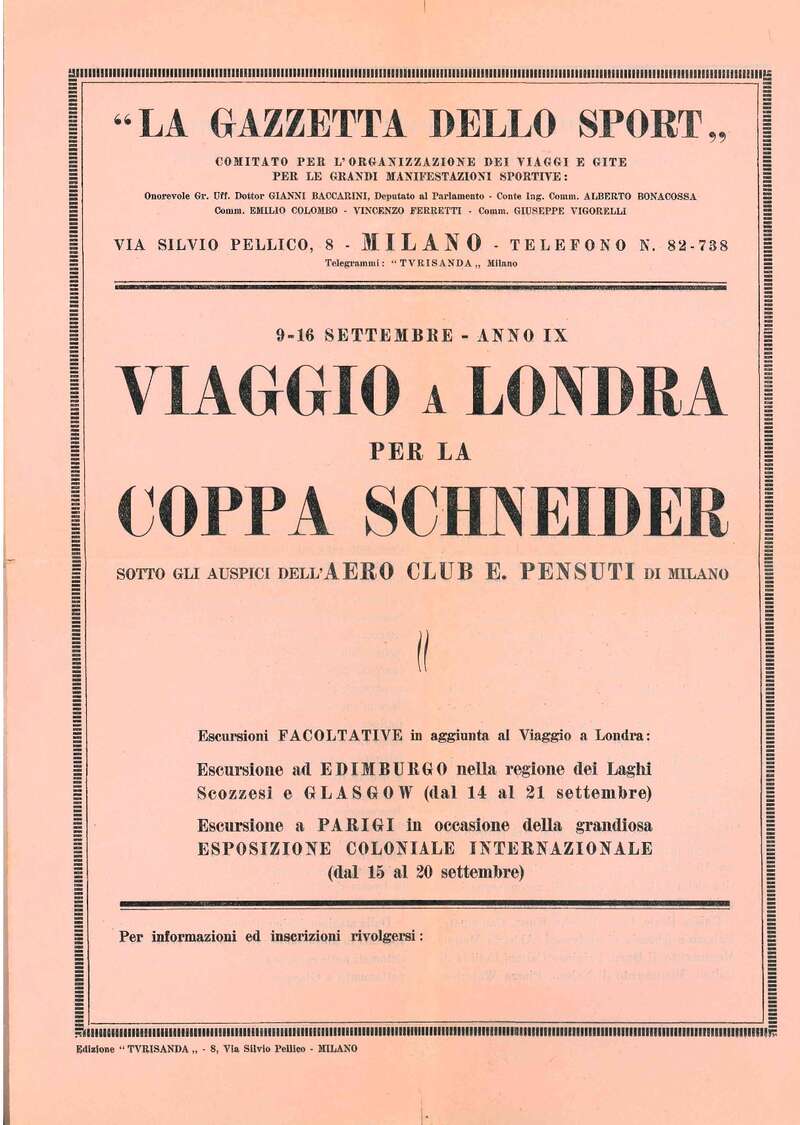 “LA GAZZETTA DELLO SPORT„
COMITATO PER L'ORGANIZZAZIONE DEI VIAGGI E GITE
PER LE GRANDI MANIFESTAZIONI SPORTIVE:
Onorevole Gr. Uff. Dottor GIANNI BACCARINI, Deputato al Parlamento - Conte Ing. Comm. ALBERTO BONACOSSA
Comm. EMILIO COLOMBO - VINCENZO FERRETTI - Comm. GIUSEPPE VIGORELLI
VIA SILVIO PELLICO, 8 - MILANO - TELEFONO N. 82-738
Telegrammi: “TVRISANDA„ Milano
9-16 SETTEMBRE - ANNO IX
VIAGGIO A LONDRA
PER LA
COPPA SCHNEIDER
SOTTO GLI AUSPICI DELL'AERO CLUB E. PENSUTI DI MILANO
Escursioni FACOLTATIVE in aggiunta al Viaggio a Londra:
Escursione ad EDIMBURGO nella regione dei Laghi
Scozzesi e GLASGOW (dal 14 al 21 settembre)
Escursione a PARIGI in occasione della grandiosa
ESPOSIZIONE COLONIALE INTERNAZIONALE
(dal 15 al 20 settembre)
Per informazioni ed inscrizioni rivolgersi:
Edizione “TVRISANDA„ - 8, Via Silvio Pellico - MILANO